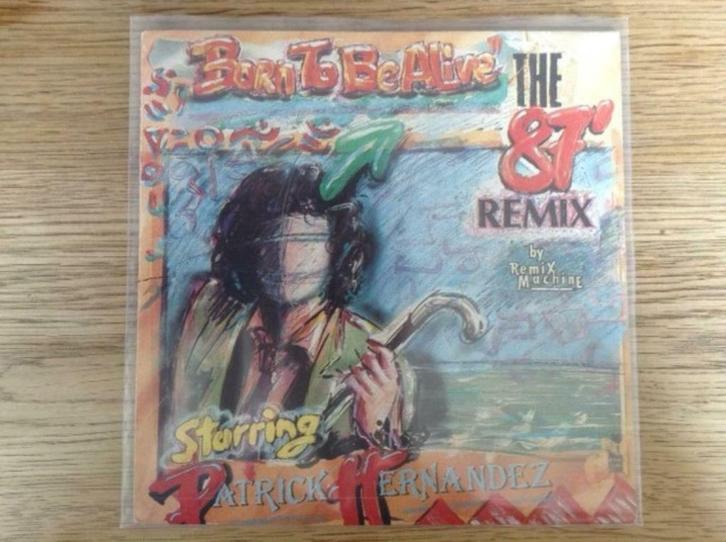 Born To Be Alive'
THE
87'
REMIX
by
Remix
Machine
Starring
PATRICK HERNANDEZ